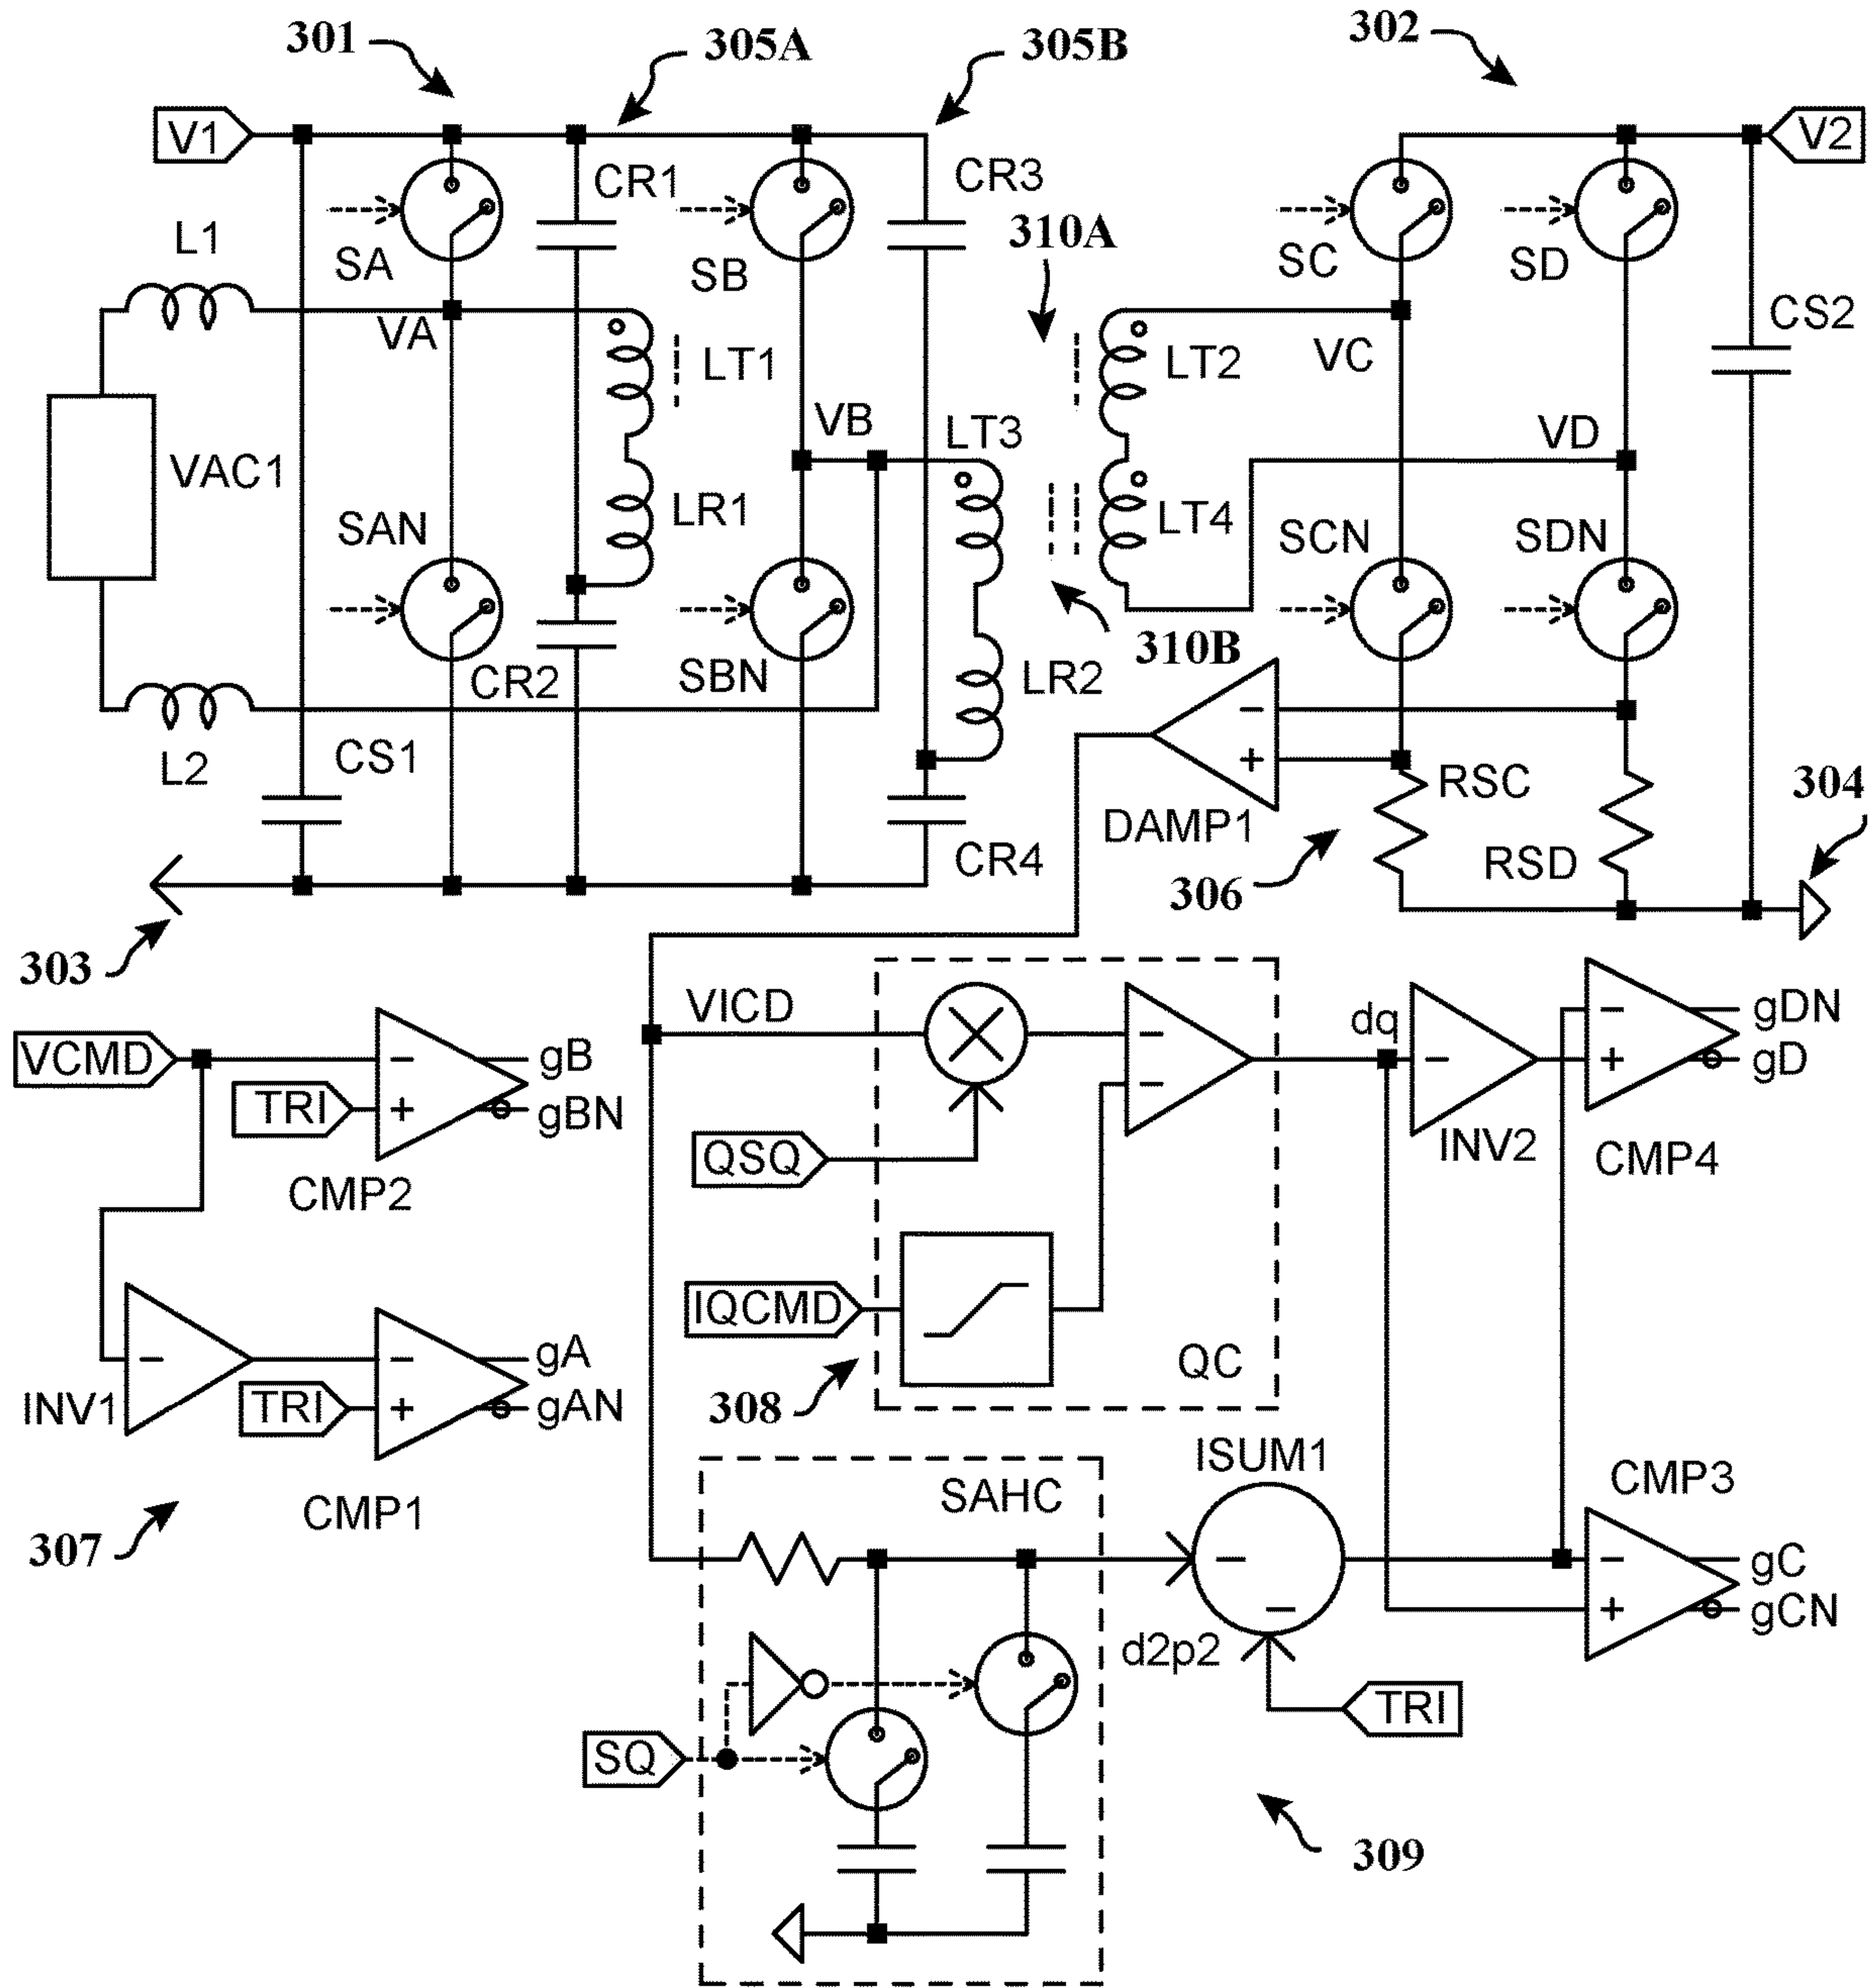 301
305A
305B
302
V1
V2
CR1
CR3
310A
L1
SA
SB
SC
SD
CS2
VA
LT1
LT2
VC
VB
LT3
VD
VAC1
LR1
LT4
SAN
SCN
SDN
CR2
SBN
LR2
310B
L2
CS1
RSC
304
DAMP1
CR4
306
RSD
303
VICD
dq
gDN
VCMD
gB
gD
TRI
gBN
QSQ
INV2
CMP4
CMP2
IQCMD
gA
QC
INV1
TRI
gAN
308
ISUM1
CMP3
SAHC
CMP1
307
gC
gCN
d2p2
TRI
SQ
309